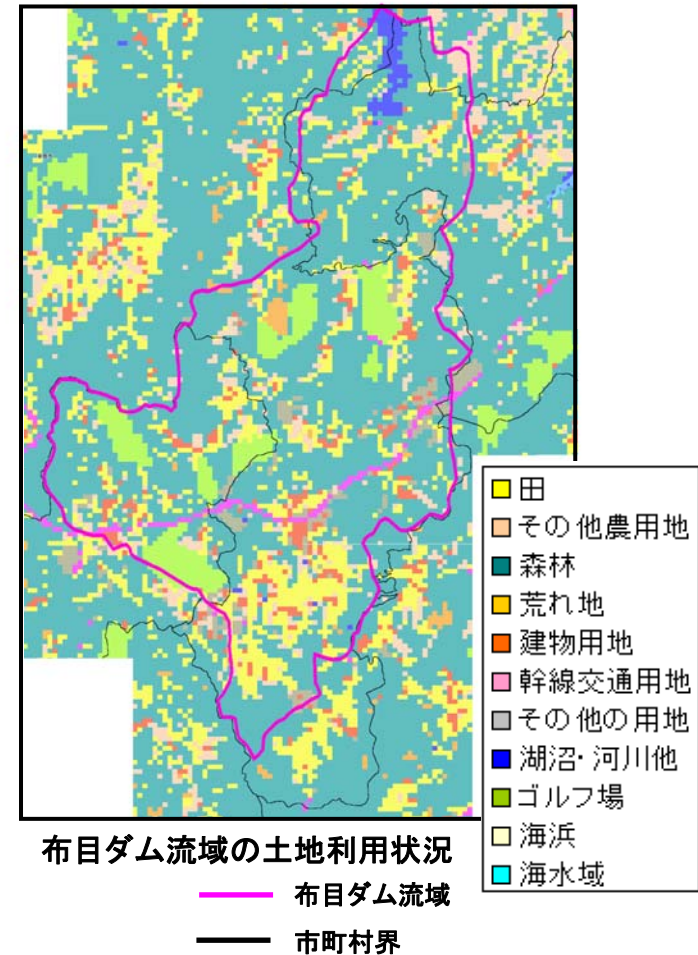 田
その他農用地
森林
荒れ地
建物用地
幹線交通用地
その他の用地
湖沼・河川他
ゴルフ場
海浜
海水域
布目ダム流域の土地利用状況
布目ダム流域
市町村界